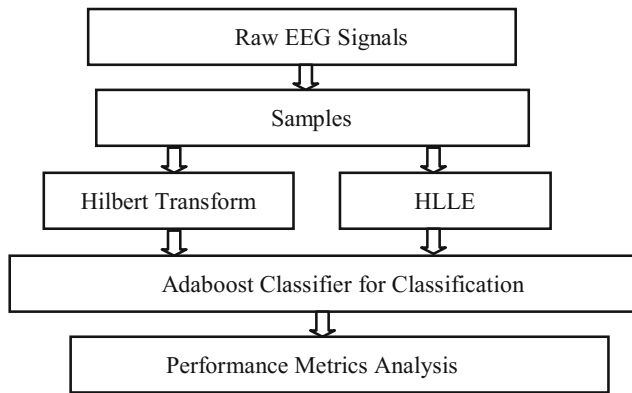 Raw EEG Signals
Samples
Hilbert Transform
HLLE
Adaboost Classifier for Classification
Performance Metrics Analysis